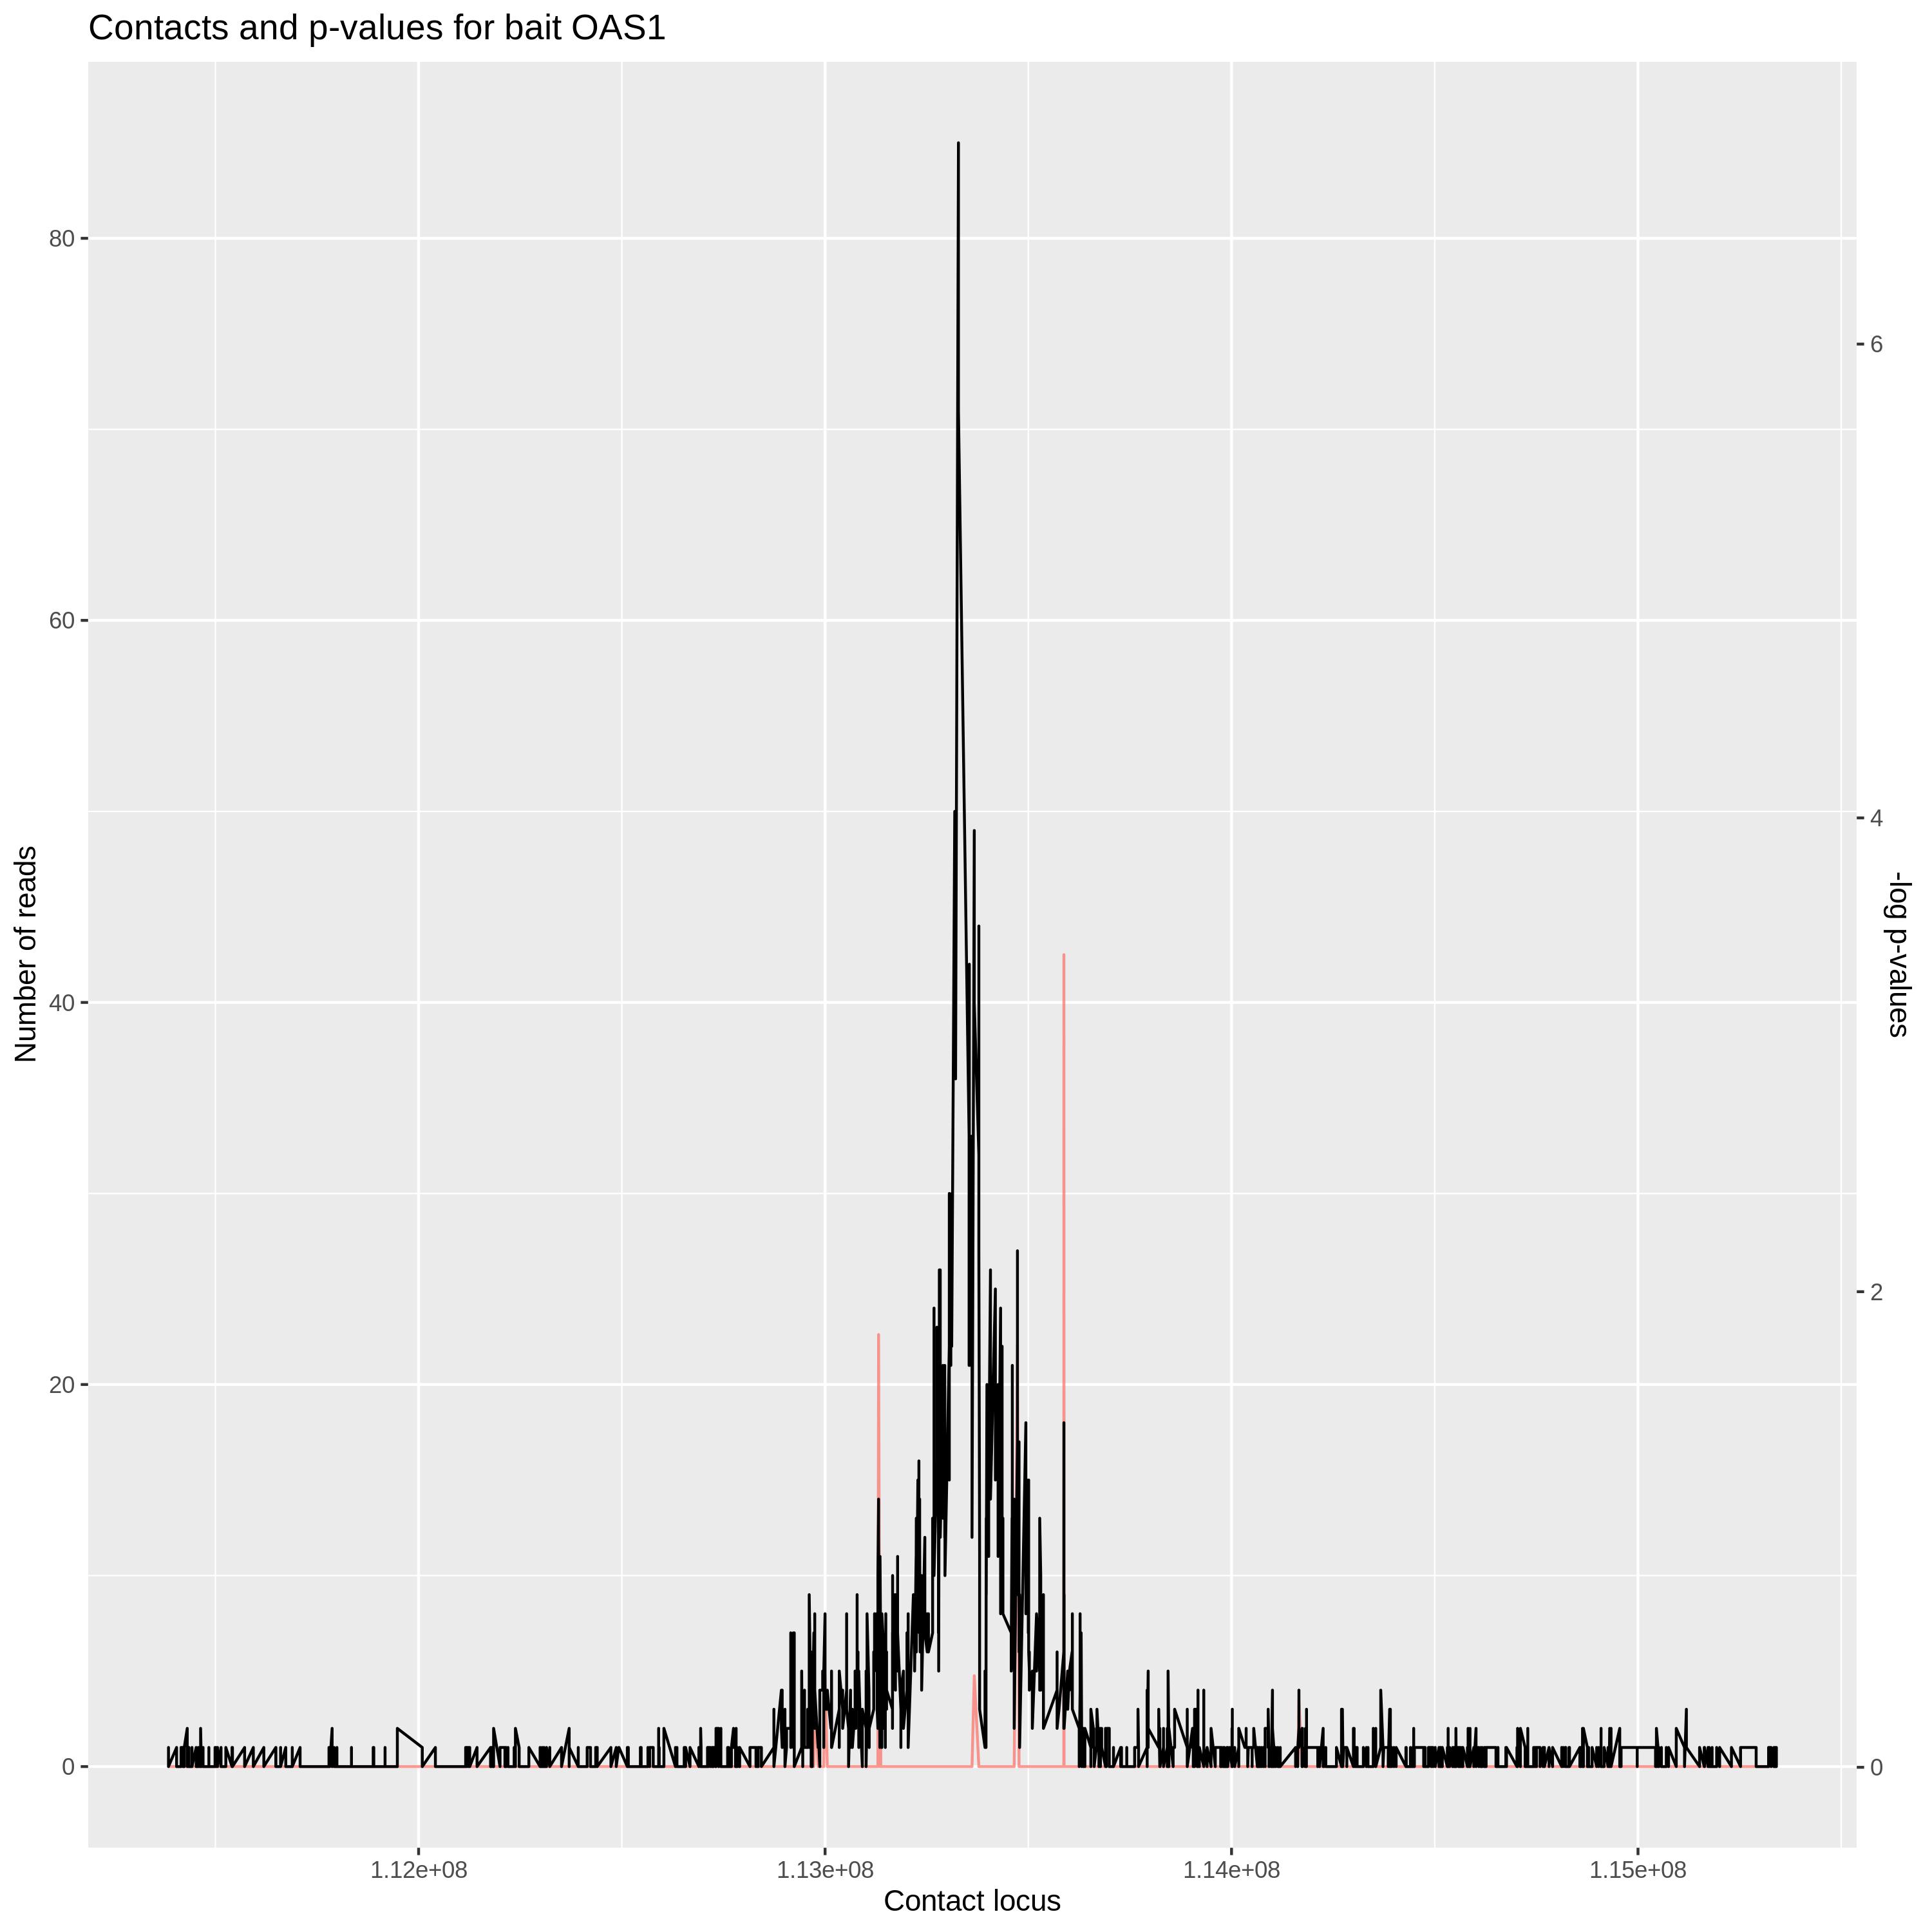 Contacts and p-values for bait OAS1
80
60
40
20
0
Number of reads
6
4
2
0
-log p-values
1.12e+08
1.13e+08
1.14e+08
1.15e+08
Contact locus